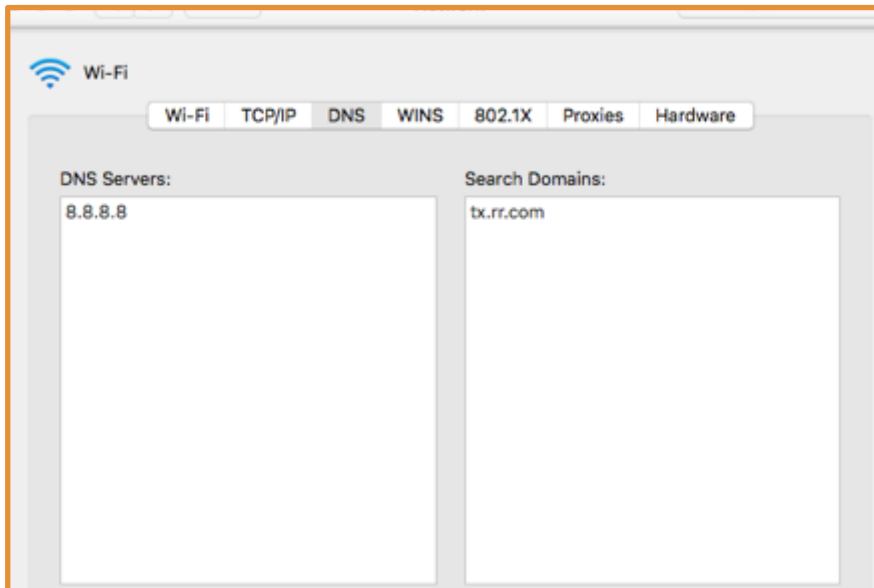 Wi-Fi
Wi-Fi TCP/IP DNS WINS 802.1X Proxies Hardware
DNS Servers:
8.8.8.8
Search Domains:
tx.rr.com